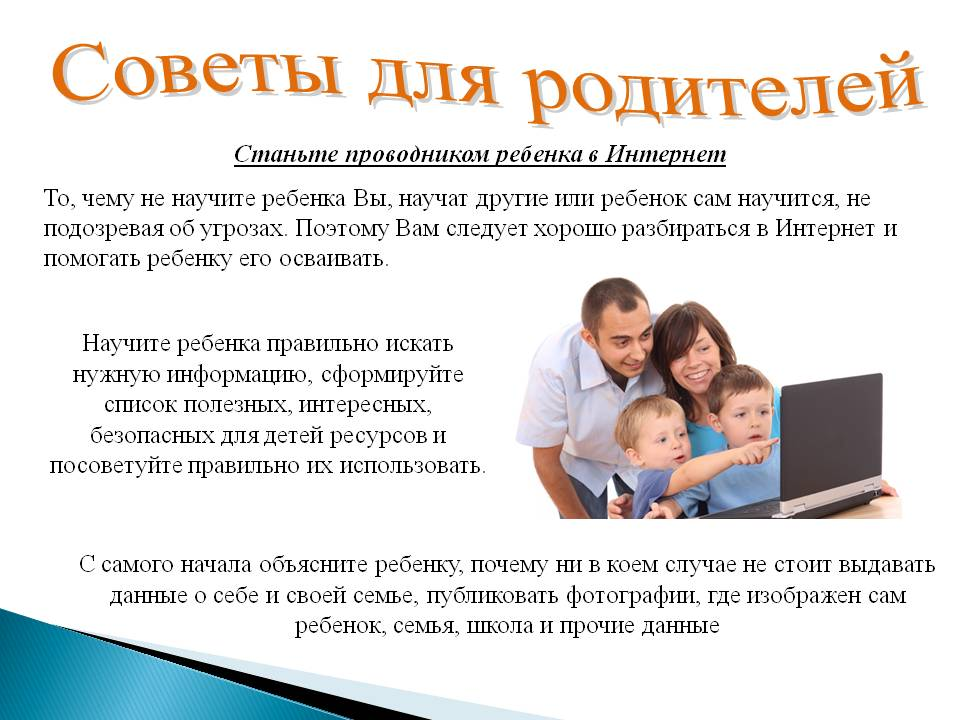 Советы для родителей
Станьте проводником ребенка в Интернет
То, чему не научите ребенка Вы, научат другие или ребенок сам научится, не
подозревая об угрозах. Поэтому Вам следует хорошо разбираться в Интернет и
помогать ребенку его осваивать.
Научите ребенка правильно искать
нужную информацию, сформируйте
список полезных, интересных,
безопасных для детей ресурсов и
посоветуйте правильно их использовать.
С самого начала объясните ребенку, почему ни в коем случае не стоит выдавать
данные о себе и своей семье, публиковать фотографии, где изображен сам
ребенок, семья, школа и прочие данные